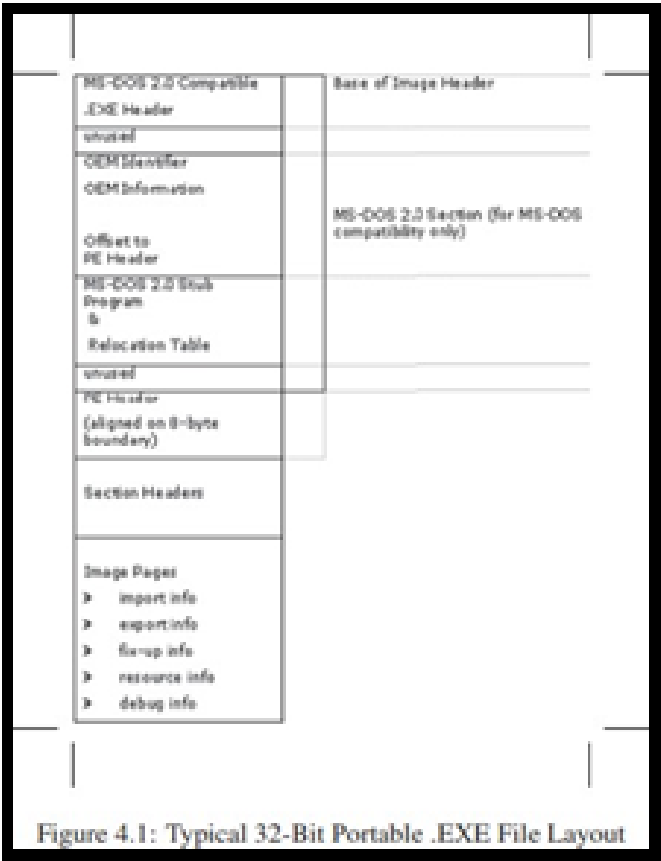 MS-DOS 2.0 Compatible
.EXE Header
unused
OEM Identifier
OEM Information
Offset to
PE Header
MS-DOS 2.0 Stub
Program
&
Relocation Table
unused
PE Header
(aligned on 8-byte
boundary)
Section Headers
Image Pages
import info
export info
fix-up info
resource info
debug info
Base of Image Header
MS-DOS 2.0 Section (for MS-DOS
compatibility only)
Figure 4.1: Typical 32-Bit Portable .EXE File Layout